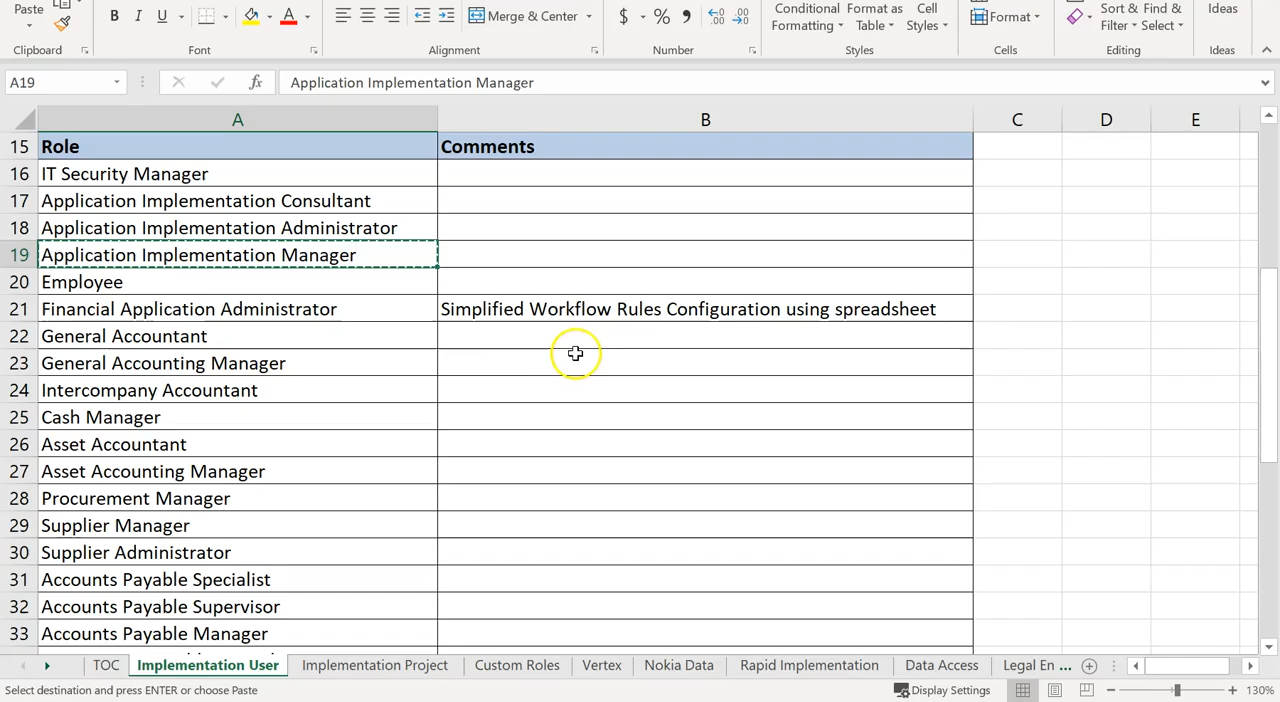 Paste
B I U
Merge & Center
$ % ,
Conditional Formatting
Format as Table
Cell Styles
Format
Sort & Find & Filter Select
Ideas
Clipboard Font Alignment Number Styles Cells Editing Ideas
A19 fx Application Implementation Manager
A B C D E
15 Role Comments
16 IT Security Manager
17 Application Implementation Consultant
18 Application Implementation Administrator
19 Application Implementation Manager
20 Employee
21 Financial Application Administrator Simplified Workflow Rules Configuration using spreadsheet
22 General Accountant
23 General Accounting Manager
24 Intercompany Accountant
25 Cash Manager
26 Asset Accountant
27 Asset Accounting Manager
28 Procurement Manager
29 Supplier Manager
30 Supplier Administrator
31 Accounts Payable Specialist
32 Accounts Payable Supervisor
33 Accounts Payable Manager
TOC Implementation User Implementation Project Custom Roles Vertex Nokia Data Rapid Implementation Data Access Legal En ...
Select destination and press ENTER or choose Paste Display Settings 130%